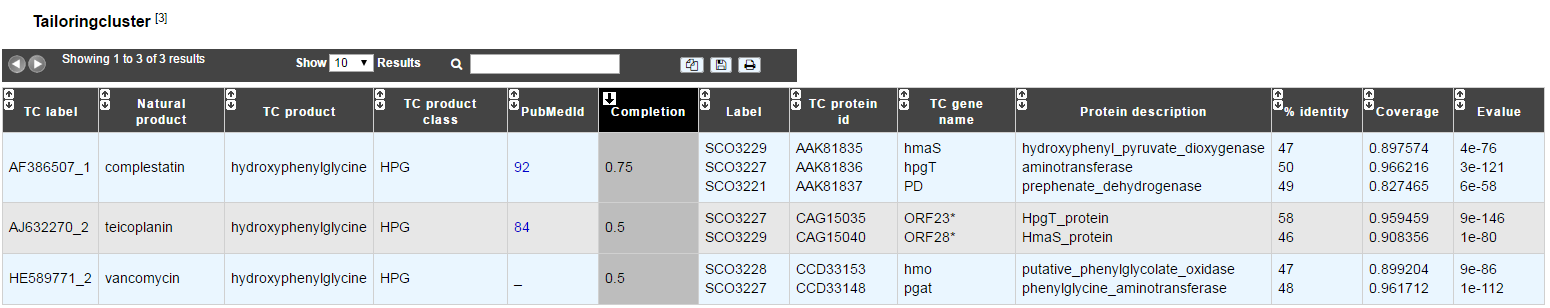 Tailoringcluster [3]
Showing 1 to 3 of 3 results Show 10 Results
TC label Natural product TC product TC product class PubMedId Completion Label TC protein id TC gene name Protein description % identity Coverage Evalue
AF386507_1 complestatin hydroxyphenylglycine HPG 92 0.75 SCO3229 AAK81835 hmaS hydroxyphenyl_pyruvate_dioxygenase 47 0.897574 4e-76
SCO3227 AAK81836 hpgT aminotransferase 50 0.966216 3e-121
SCO3221 AAK81837 PD prephenate_dehydrogenase 49 0.827465 6e-58
AJ632270_2 teicoplanin hydroxyphenylglycine HPG 84 0.5 SCO3227 CAG15035 ORF23* HpgT_protein 58 0.959459 9e-146
SCO3229 CAG15040 ORF28* HmaS_protein 46 0.908356 1e-80
HE589771_2 vancomycin hydroxyphenylglycine HPG _ 0.5 SCO3228 CCD33153 hmo putative_phenylglycolate_oxidase 47 0.899204 9e-86
SCO3227 CCD33148 pgat phenylglycine_aminotransferase 48 0.961712 1e-112